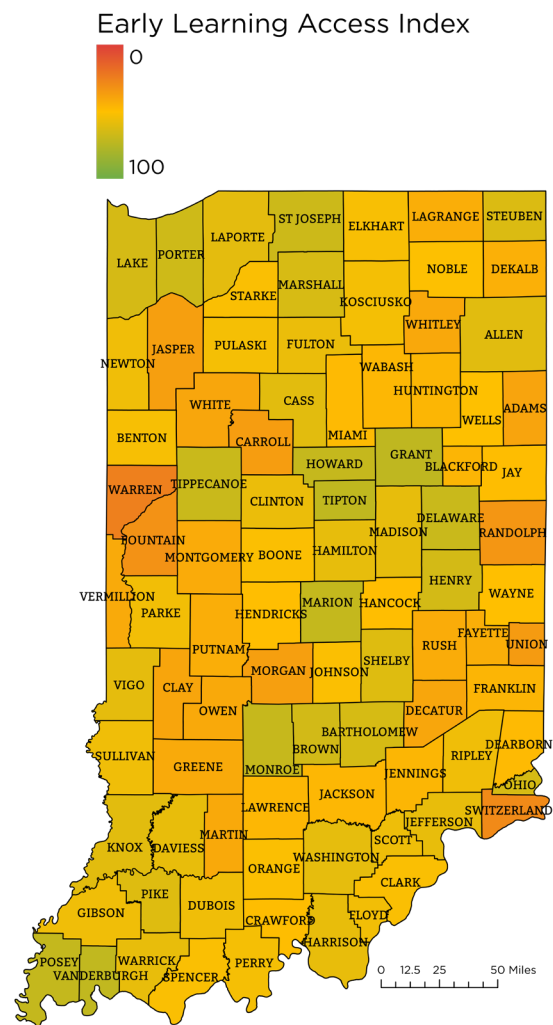 Early Learning Access Index
0
100
ST JOSEPH
LAGRANGE
STEUBEN
ELKHART
LAPORTE
PORTER
LAKE
NOBLE
DEKALB
MARSHALL
STARKE
KOSCIUSKO
WHITLEY
ALLEN
PULASKI
FULTON
JASPER
NEWTON
WABASH
HUNTINGTON
CASS
WHITE
ADAMS
WELLS
MIAMI
BENTON
CARROLL
GRANT
HOWARD
BLACKFORD
JAY
TIPPECANOE
WARREN
CLINTON
TIPTON
DELAWARE
MADISON
RANDOLPH
FOUNTAIN
MONTGOMERY
BOONE
HAMILTON
HENRY
VERMILLION
WAYNE
MARION
HANCOCK
PARKE
HENDRICKS
FAYETTE
UNION
RUSH
PUTNAM
SHELBY
MORGAN
JOHNSON
VIGO
CLAY
FRANKLIN
OWEN
DECATUR
BARTHOLOMEW
DEARBORN
BROWN
SULLIVAN
RIPLEY
GREENE
MONROE
JENNINGS
OHIO
JACKSON
LAWRENCE
SWITZERLAND
JEFFERSON
MARTIN
SCOTT
KNOX
DAVIESS
WASHINGTON
ORANGE
CLARK
PIKE
DUBOIS
GIBSON
FLOYD
CRAWFORD
HARRISON
POSEY
WARRICK
PERRY
VANDERBURGH
SPENCER
0 12.5 25 50 Miles